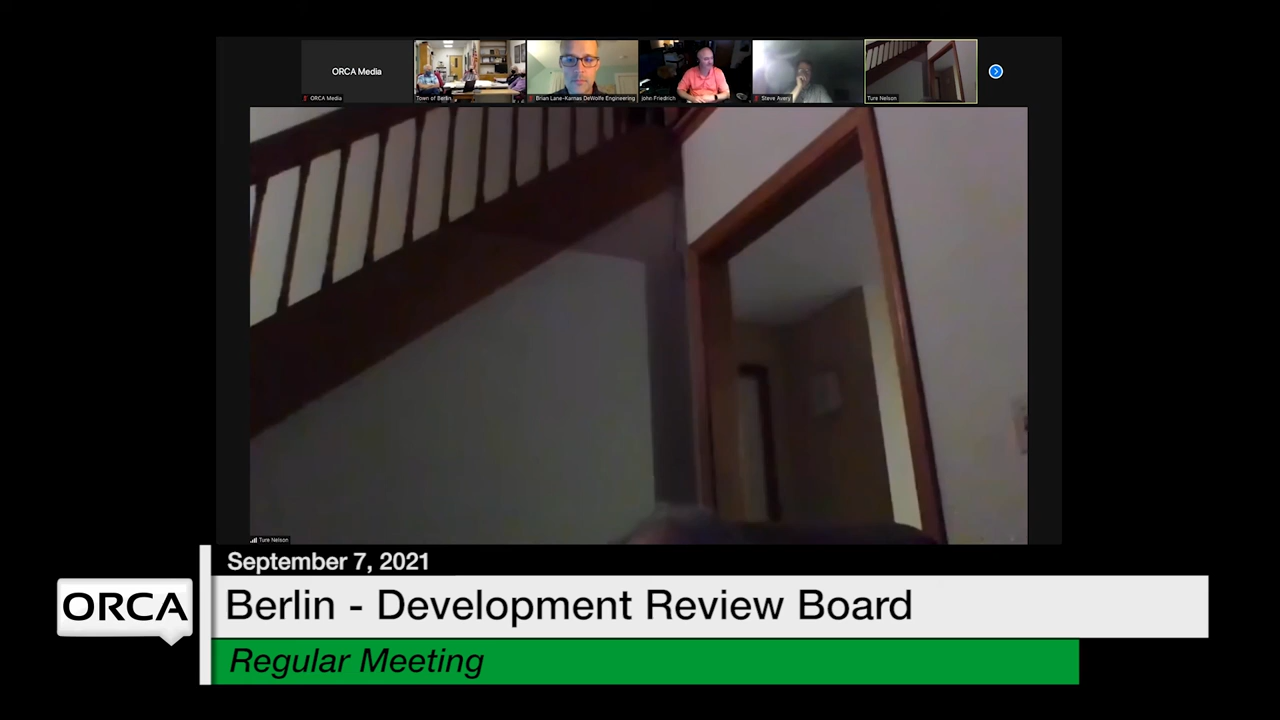 ORCA Media
ORCA Media
Town of Berlin
Brian Lane-Karnas DeWolfe Engineering
john Friedrich
Steve Avery
Ture Nelson
Ture Nelson
September 7, 2021
ORCA
Berlin - Development Review Board
Regular Meeting